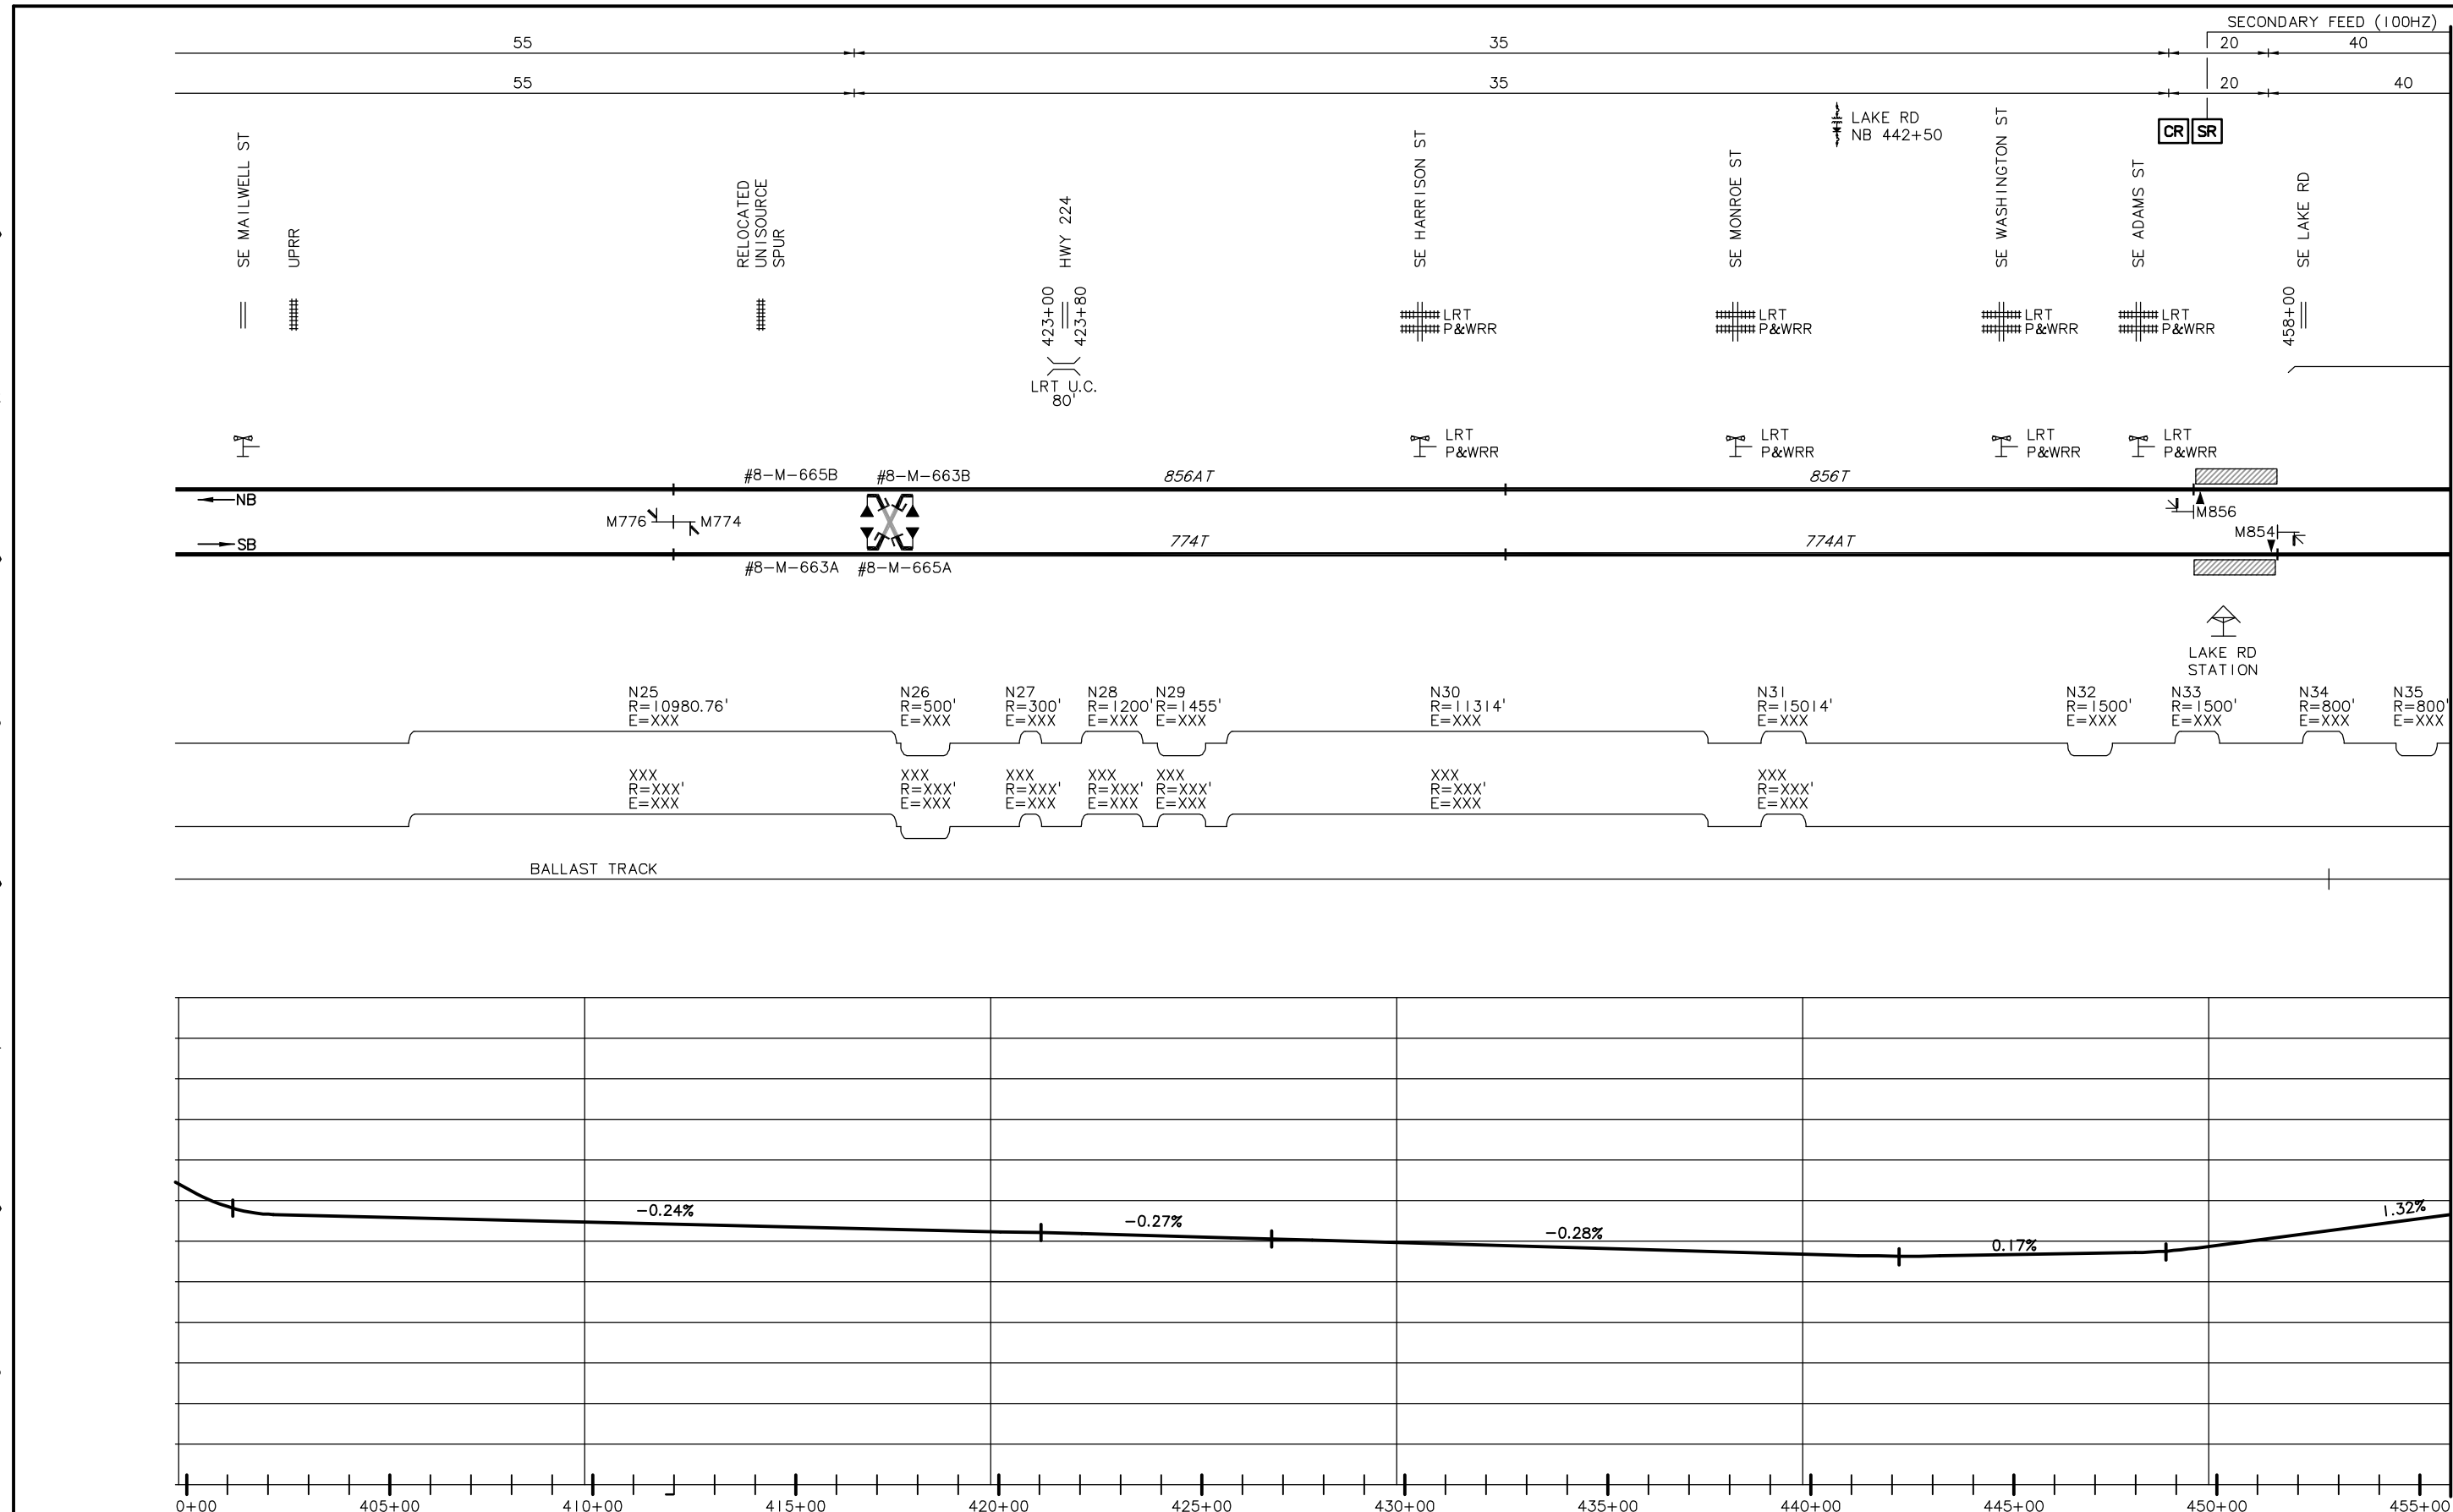 SECONDARY FEED (100HZ)
55
35
20
40
55
35
20
40
SE MAILWELL ST
UPRR
RELOCATED
UNISOURCE
SPUR
HWY 224
423+00
423+80
LRT U.C.
80'
SE HARRISON ST
LRT
P&WRR
SE MONROE ST
LRT
P&WRR
LAKE RD
NB 442+50
SE WASHINGTON ST
LRT
P&WRR
SE ADAMS ST
LRT
P&WRR
CR
SR
SE LAKE RD
458+00
LRT
P&WRR
LRT
P&WRR
LRT
P&WRR
LRT
P&WRR
#8-M-665B
#8-M-663B
856AT
856T
NB
M776
M774
M856
SB
774T
774AT
M854
#8-M-663A
#8-M-665A
LAKE RD
STATION
N25
R=10980.76'
E=XXX
N26
R=500'
E=XXX
N27
R=300'
E=XXX
N28
R=1200'
E=XXX
N29
R=1455'
E=XXX
N30
R=11314'
E=XXX
N31
R=15014'
E=XXX
N32
R=1500'
E=XXX
N33
R=1500'
E=XXX
N34
R=800'
E=XXX
N35
R=800'
E=XXX
XXX
R=XXX'
E=XXX
XXX
R=XXX'
E=XXX
XXX
R=XXX'
E=XXX
XXX
R=XXX'
E=XXX
XXX
R=XXX'
E=XXX
XXX
R=XXX'
E=XXX
XXX
R=XXX'
E=XXX
BALLAST TRACK
-0.24%
-0.27%
-0.28%
0.17%
1.32%
0+00
405+00
410+00
415+00
420+00
425+00
430+00
435+00
440+00
445+00
450+00
455+00